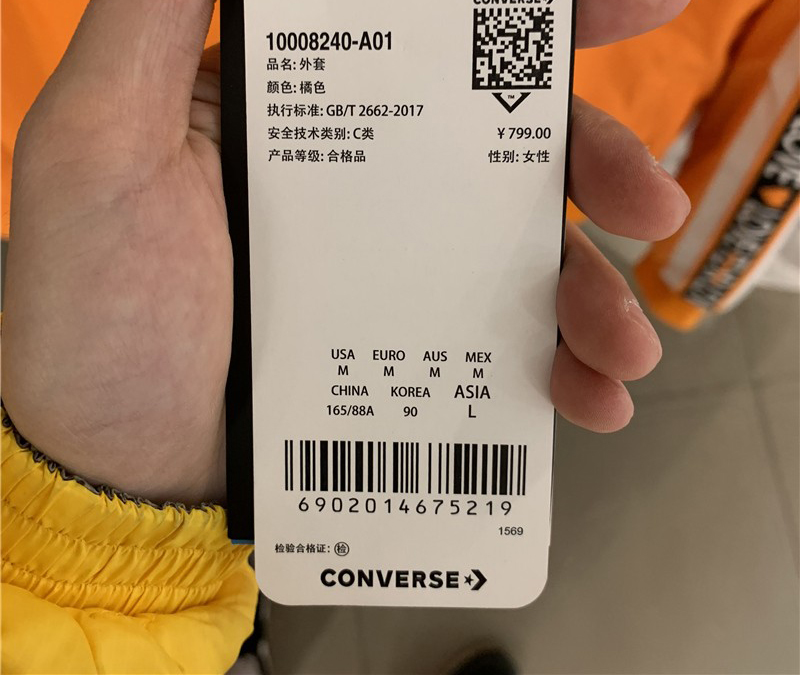 CONVERSE
10008240-A01
品名: 外套
颜色: 橘色
执行标准: GB/T 2662-2017
安全技术类别: C类
¥ 799.00
产品等级: 合格品
性别: 女性
USA EURO AUS MEX
M M M M
CHINA KOREA ASIA
165/88A 90 L
6902014675219
1569
检验合格证: 检
CONVERSE